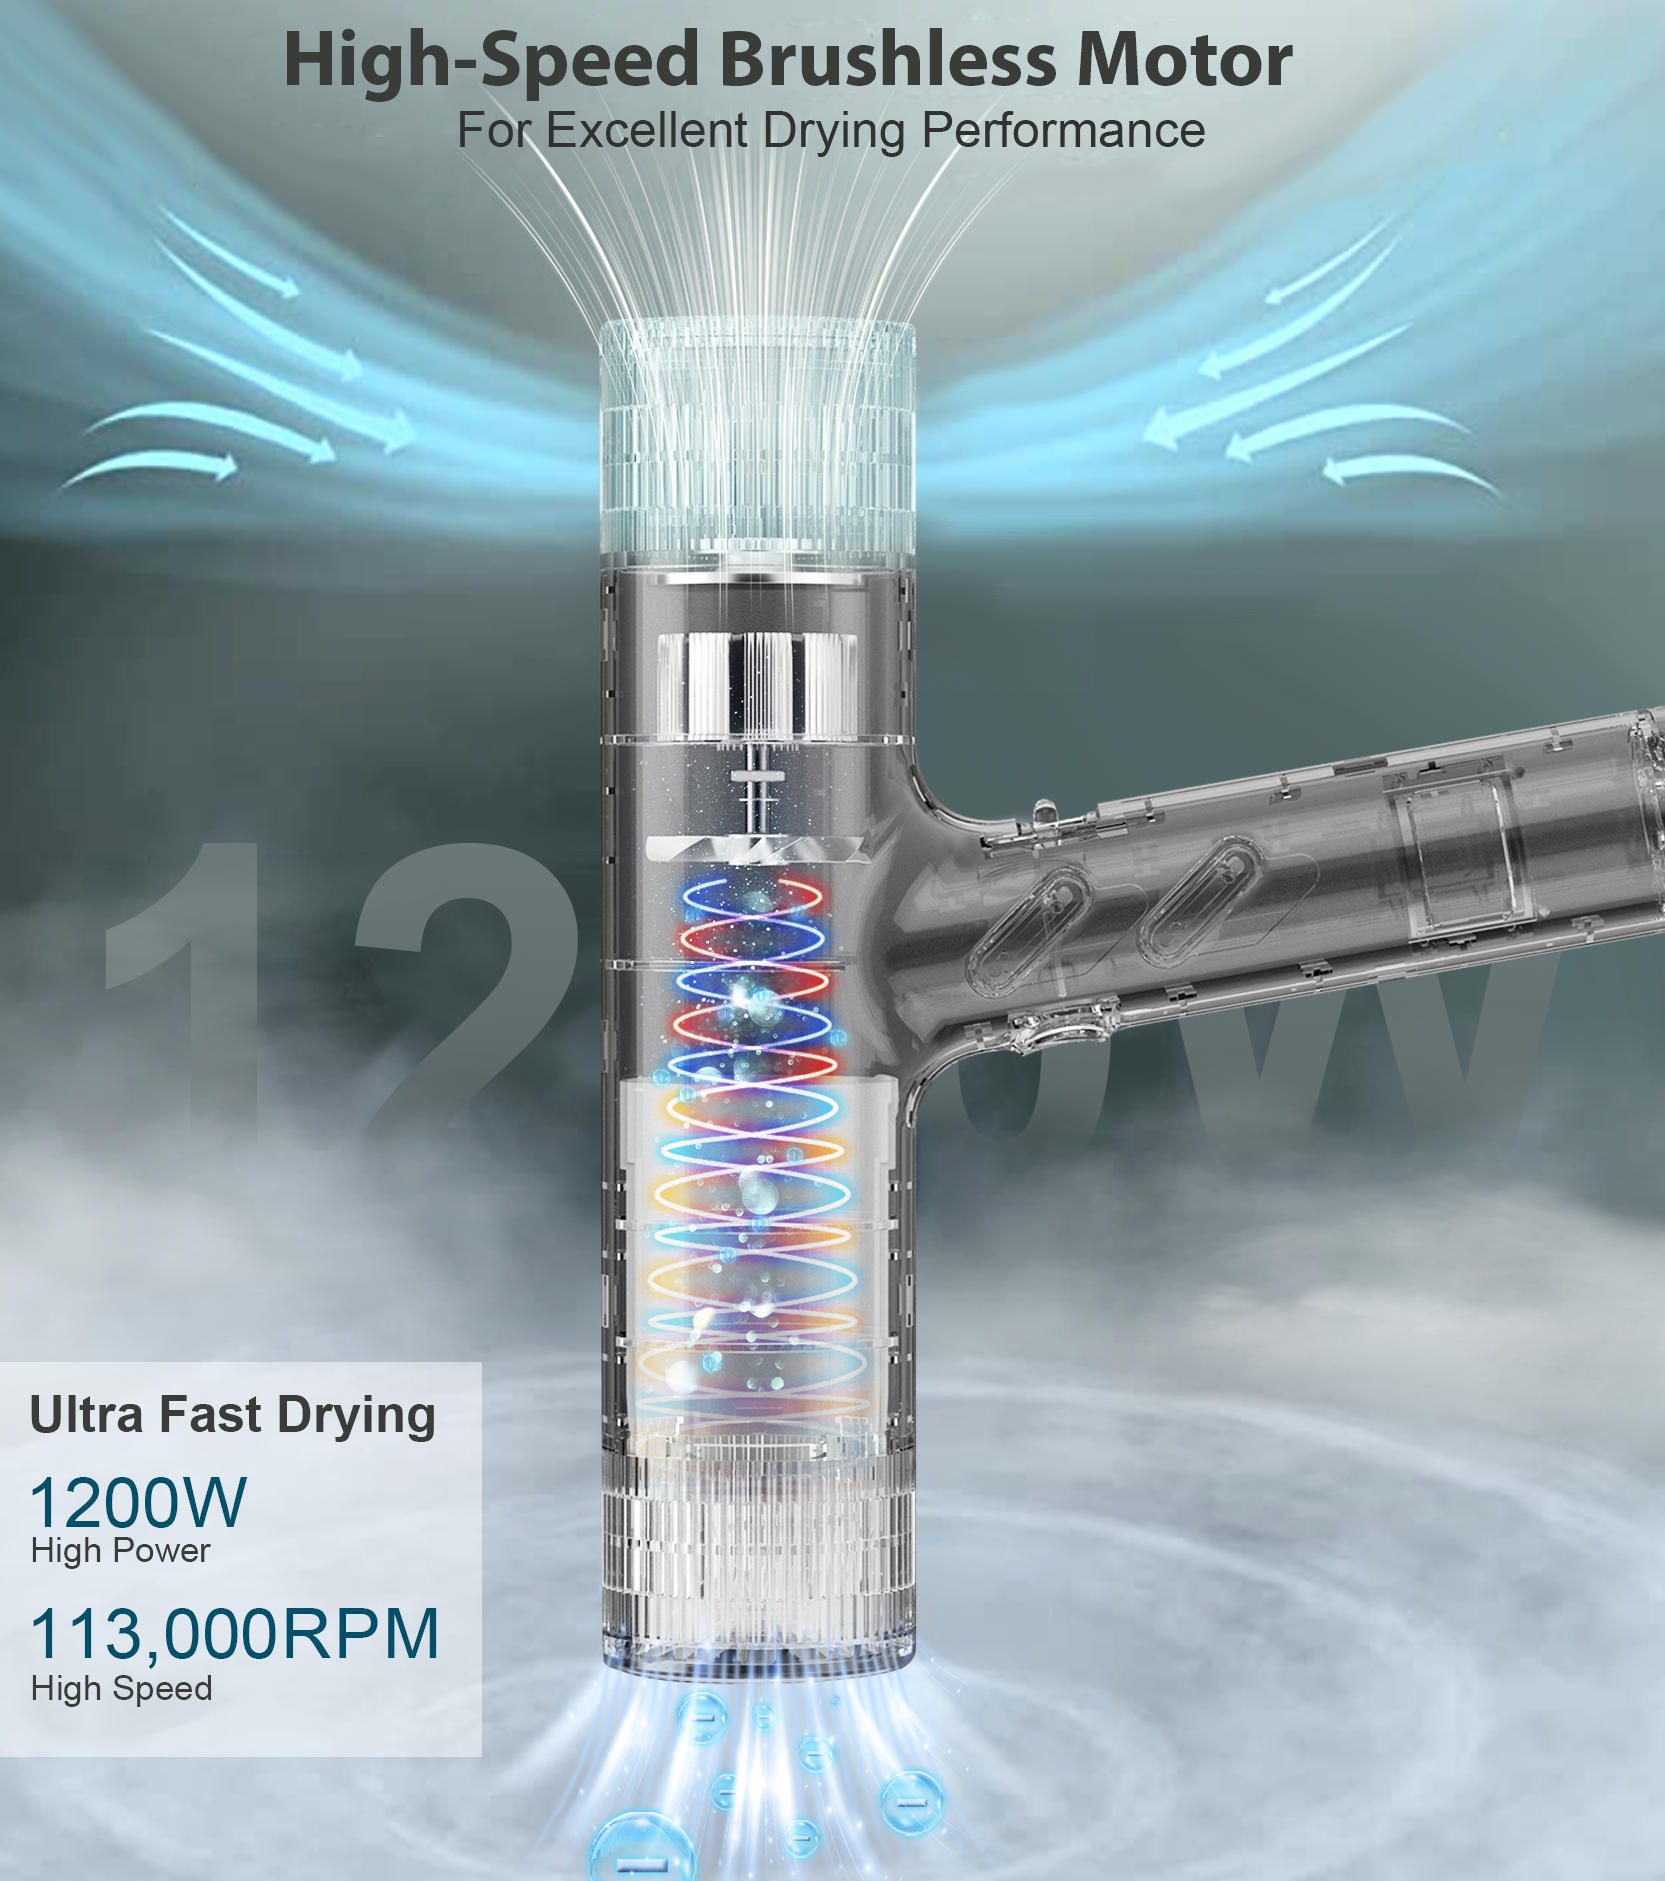 High-Speed Brushless Motor
For Excellent Drying Performance
Ultra Fast Drying
1200W
High Power
113,000RPM
High Speed